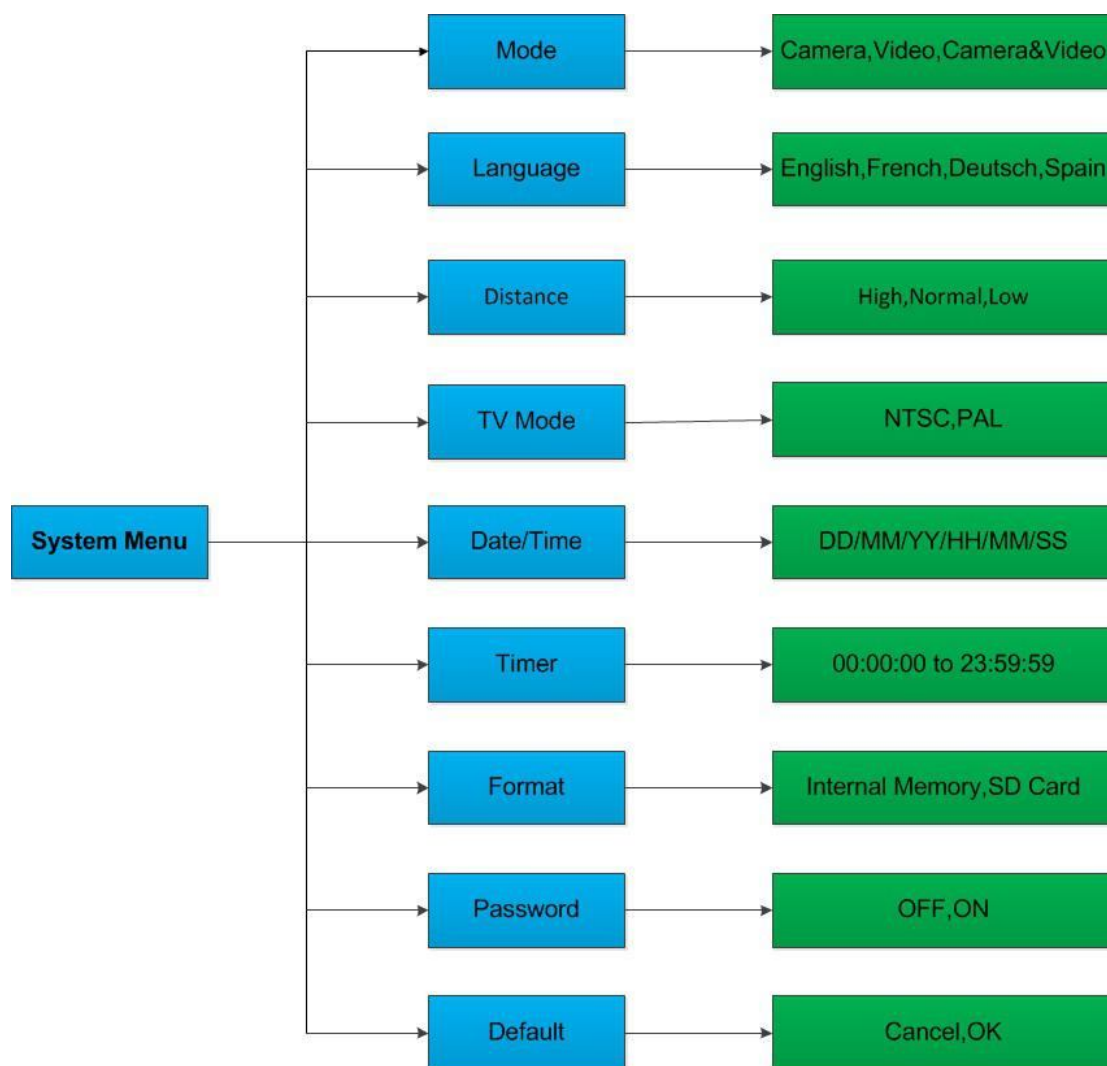 Mode
Camera,Video,Camera&Video
Language
English,French,Deutsch,Spain
Distance
High,Normal,Low
TV Mode
NTSC,PAL
System Menu
Date/Time
DD/MM/YY/HH/MM/SS
Timer
00:00:00 to 23:59:59
Format
Internal Memory,SD Card
Password
OFF,ON
Default
Cancel,OK